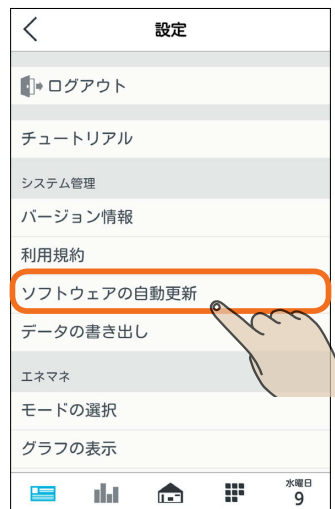 設定
ログアウト
チュートリアル
システム管理
バージョン情報
利用規約
ソフトウェアの自動更新
データの書き出し
エネマネ
モードの選択
グラフの表示
水曜日
9